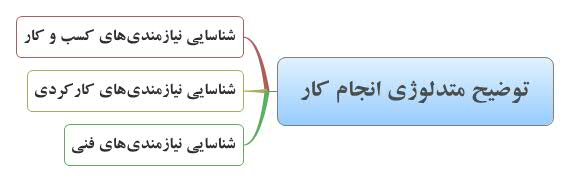 توضیح متدلوژی انجام کار
شناسایی نیازمندی‌های کسب و کار
شناسایی نیازمندی‌های کارکردی
شناسایی نیازمندی‌های فنی